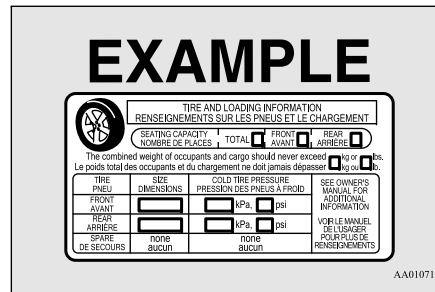 EXAMPLE
TIRE AND LOADING INFORMATION
RENSEIGNEMENTS SUR LES PNEUS ET LE CHARGEMENT
SEATING CAPACITY
NOMBRE DE PLACES
TOTAL
FRONT
AVANT
REAR
ARRIÈRE
The combined weight of occupants and cargo should never exceed kg or lbs.
Le poids total des occupants et du chargement ne doit jamais dépasser kg ou lb.
TIRE
PNEU
SIZE
DIMENSIONS
COLD TIRE PRESSURE
PRESSION DES PNEUS À FROID
SEE OWNER'S
MANUAL FOR
ADDITIONAL
INFORMATION
VOIR LE MANUEL
DE L'USAGER
POUR PLUS DE
RENSEIGNEMENTS
FRONT
AVANT
kPa, psi
REAR
ARRIÈRE
kPa, psi
SPARE
DE SECOURS
none
aucun
none
aucun
AA01071